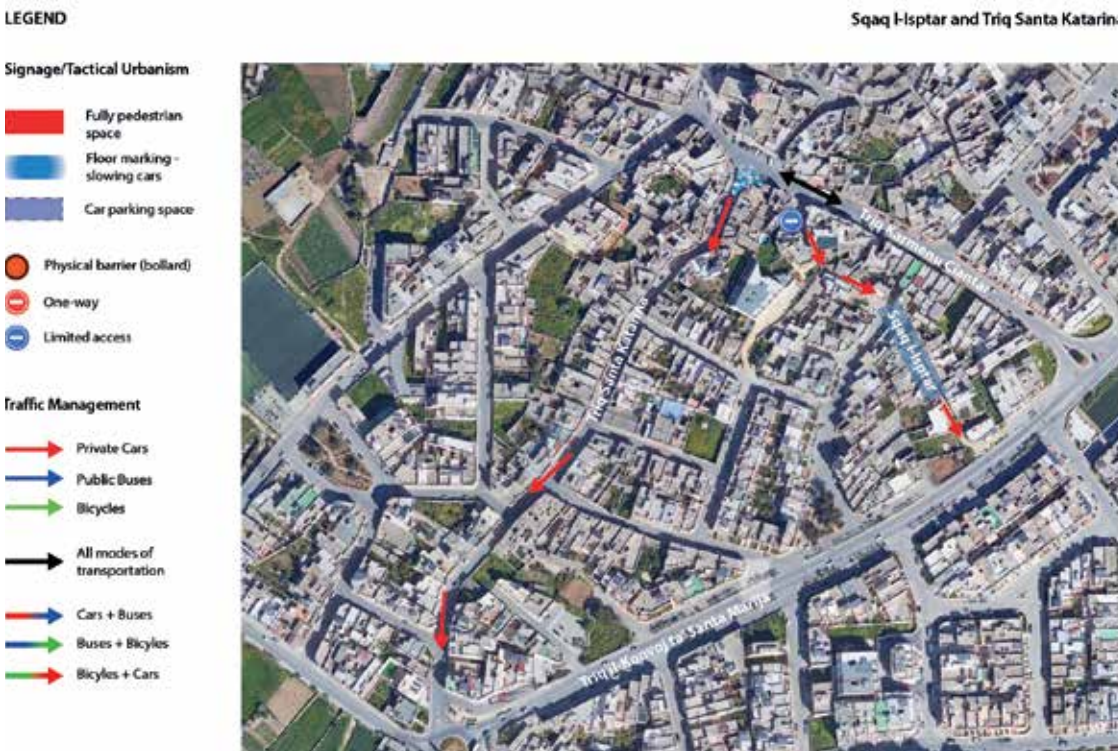 LEGEND
Sqaq l-Isptar and Triq Santa Katarin
Signage/Tactical Urbanism
Fully pedestrian
space
Floor marking -
slowing cars
Car parking space
Physical barrier (bollard)
One-way
Limited access
Traffic Management
Private Cars
Public Buses
Bicycles
All modes of
transportation
Cars + Buses
Buses + Bicyles
Bicyles + Cars
Triq Santa Katarina
Sqaq l-Isptar
Triq il-Konvoj ta' Santa Marija